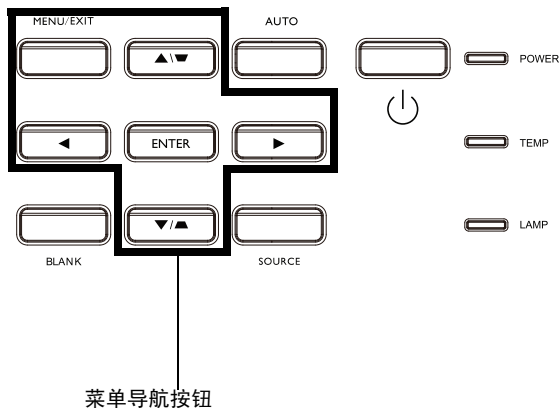 MENU/EXIT
AUTO
▲/⏷
POWER
◀
ENTER
▶
TEMP
▼/⏶
LAMP
BLANK
SOURCE
菜单导航按钮